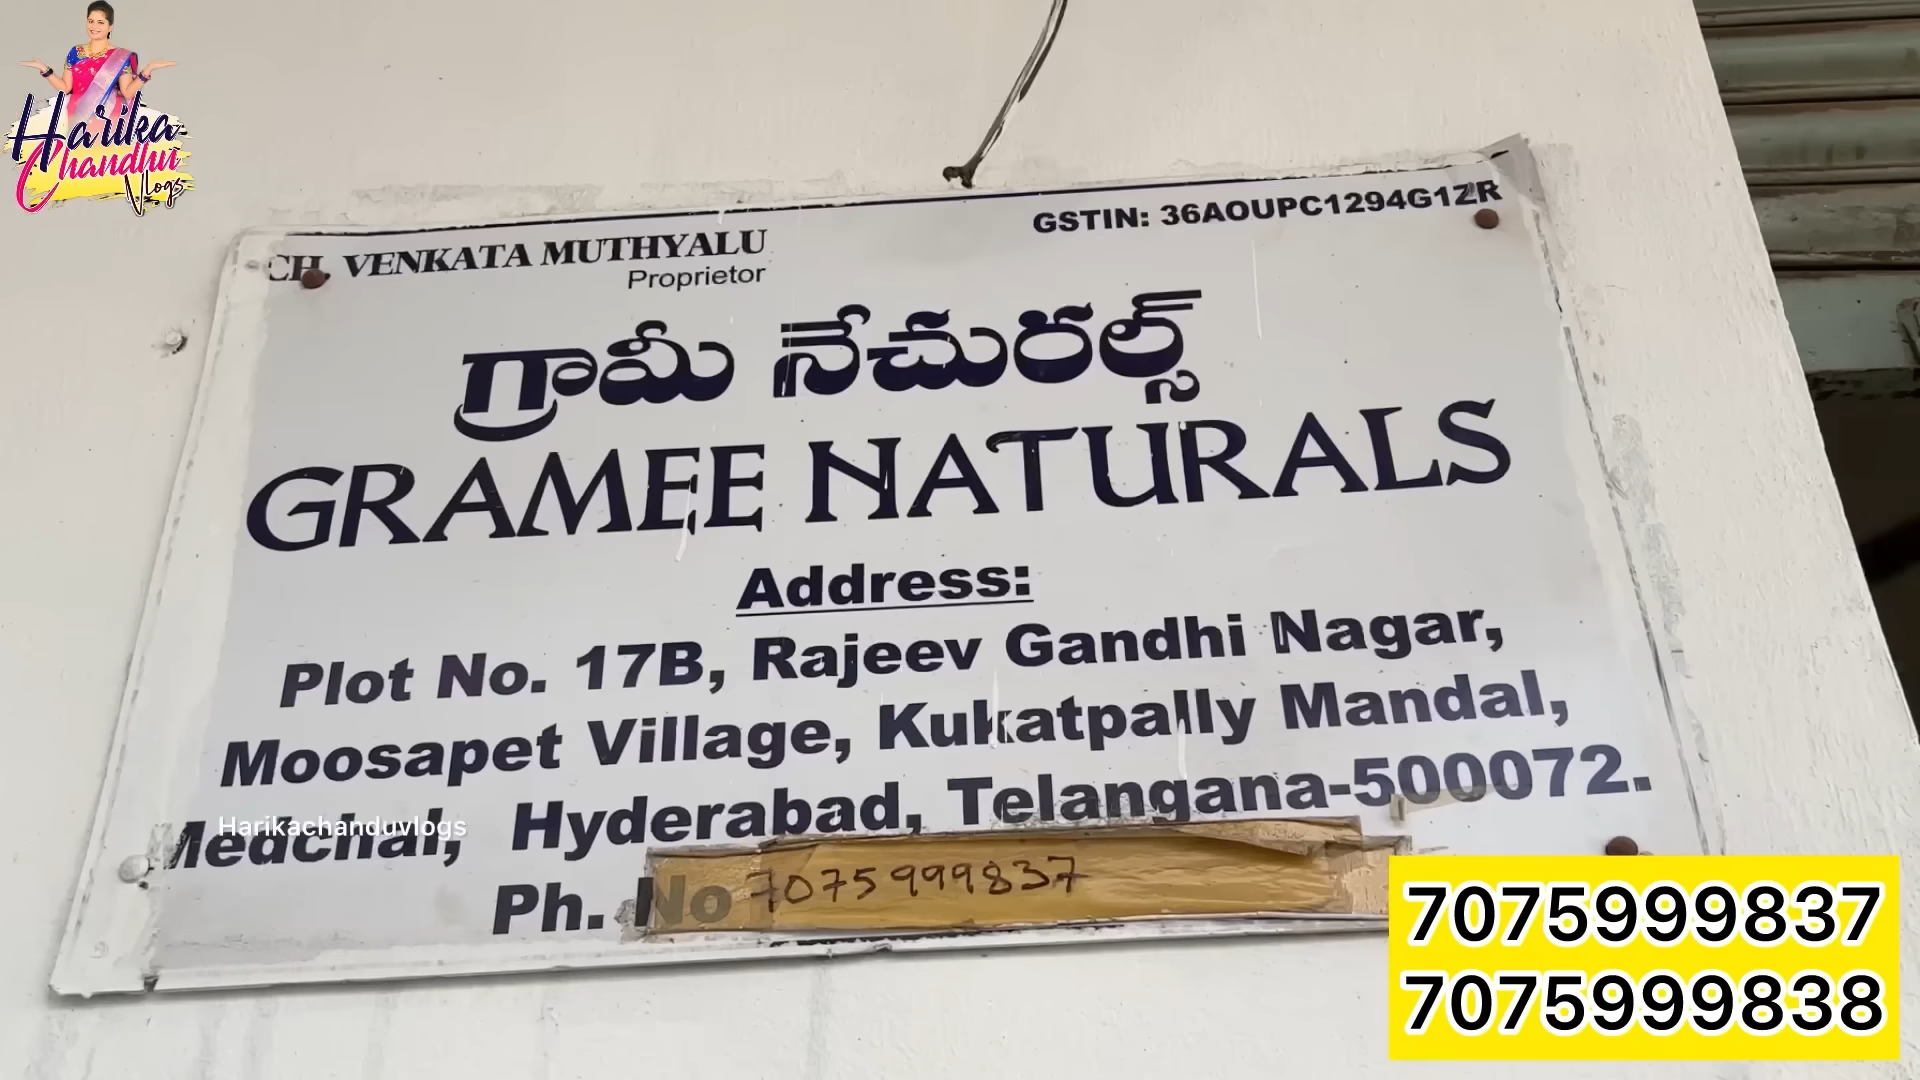 Harika
Chandhu
Vlogs
CH. VENKATA MUTHYALU
Proprietor
GSTIN: 36AOUPC1294G1ZR
గ్రామీ నేచురల్స్
GRAMEE NATURALS
Address:
Plot No. 17B, Rajeev Gandhi Nagar,
Moosapet Village, Kukatpally Mandal,
Medchal, Hyderabad, Telangana-500072.
Harikachanduvlogs
Ph. No 7075999837
7075999837
7075999838